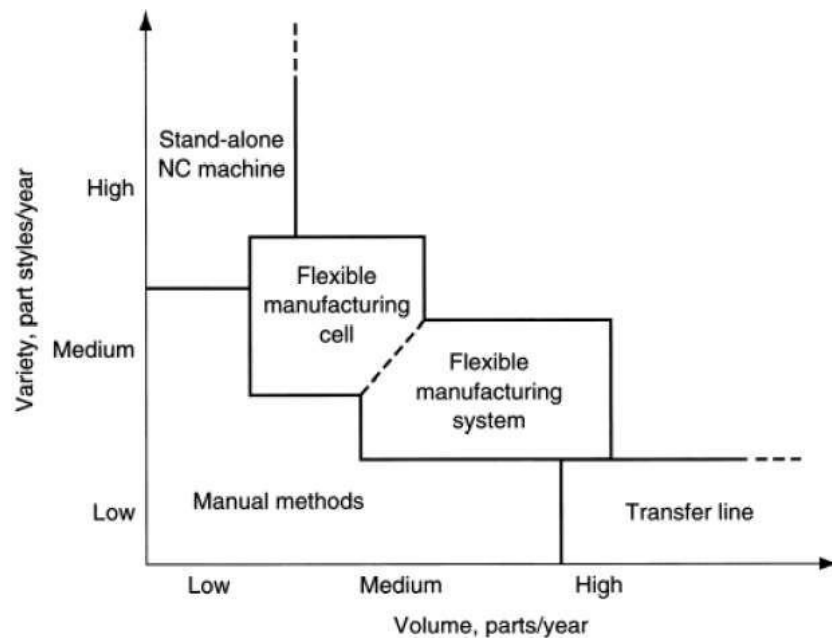 Variety, part styles/year
High
Medium
Low
Stand-alone
NC machine
Flexible
manufacturing
cell
Flexible
manufacturing
system
Manual methods
Transfer line
Low
Medium
High
Volume, parts/year